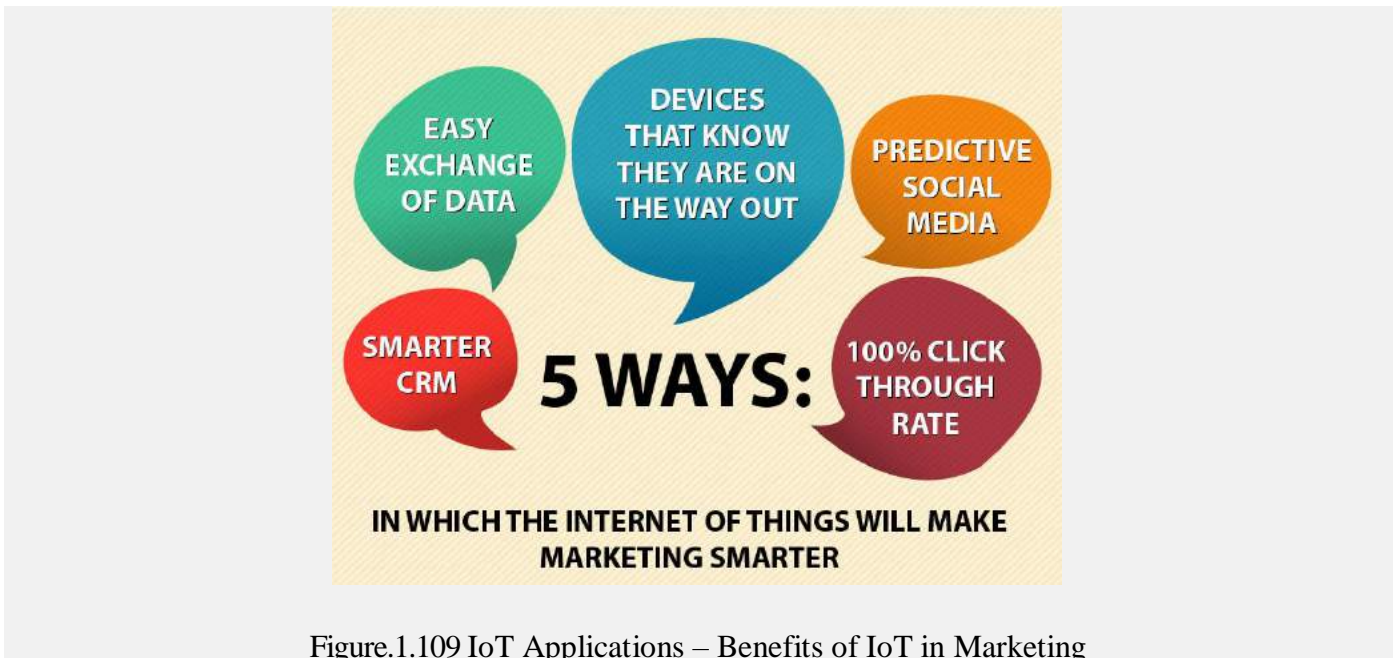 EASY
EXCHANGE
OF DATA
DEVICES
THAT KNOW
THEY ARE ON
THE WAY OUT
PREDICTIVE
SOCIAL
MEDIA
SMARTER
CRM
5 WAYS:
100% CLICK
THROUGH
RATE
IN WHICH THE INTERNET OF THINGS WILL MAKE
MARKETING SMARTER
Figure.1.109 IoT Applications – Benefits of IoT in Marketing